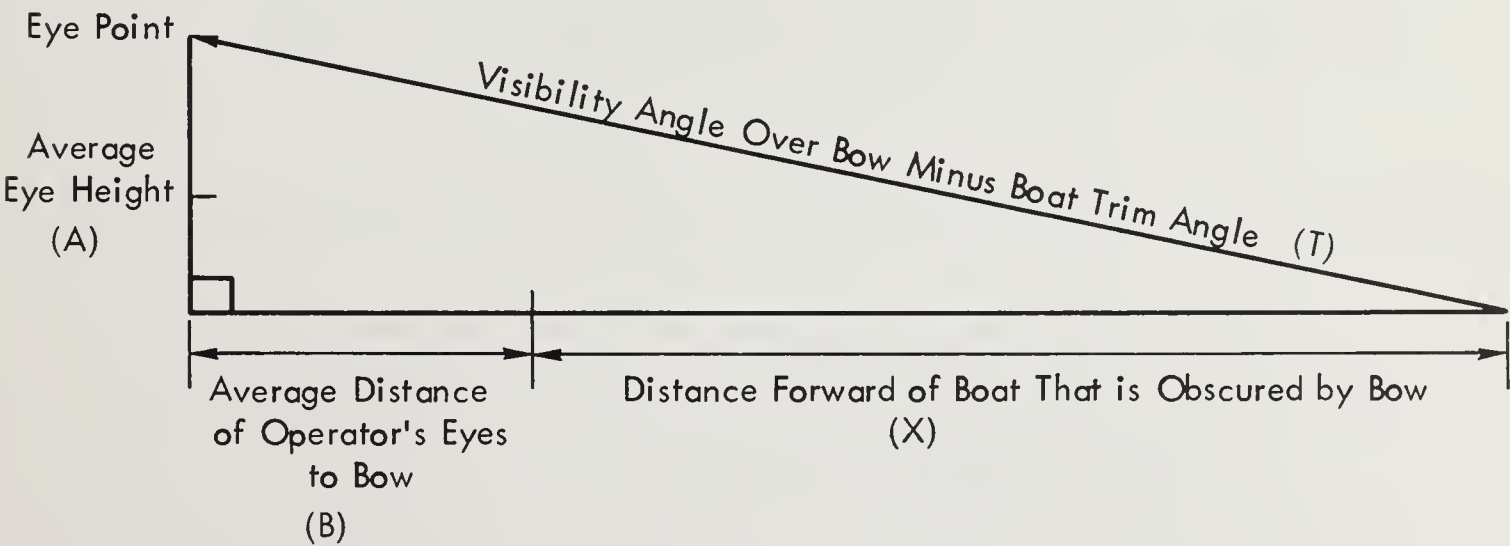 Eye Point
Visibility Angle Over Bow Minus Boat Trim Angle (T)
Average
Eye Height
(A)
Average Distance
of Operator's Eyes
to Bow
(B)
Distance Forward of Boat That is Obscured by Bow
(X)